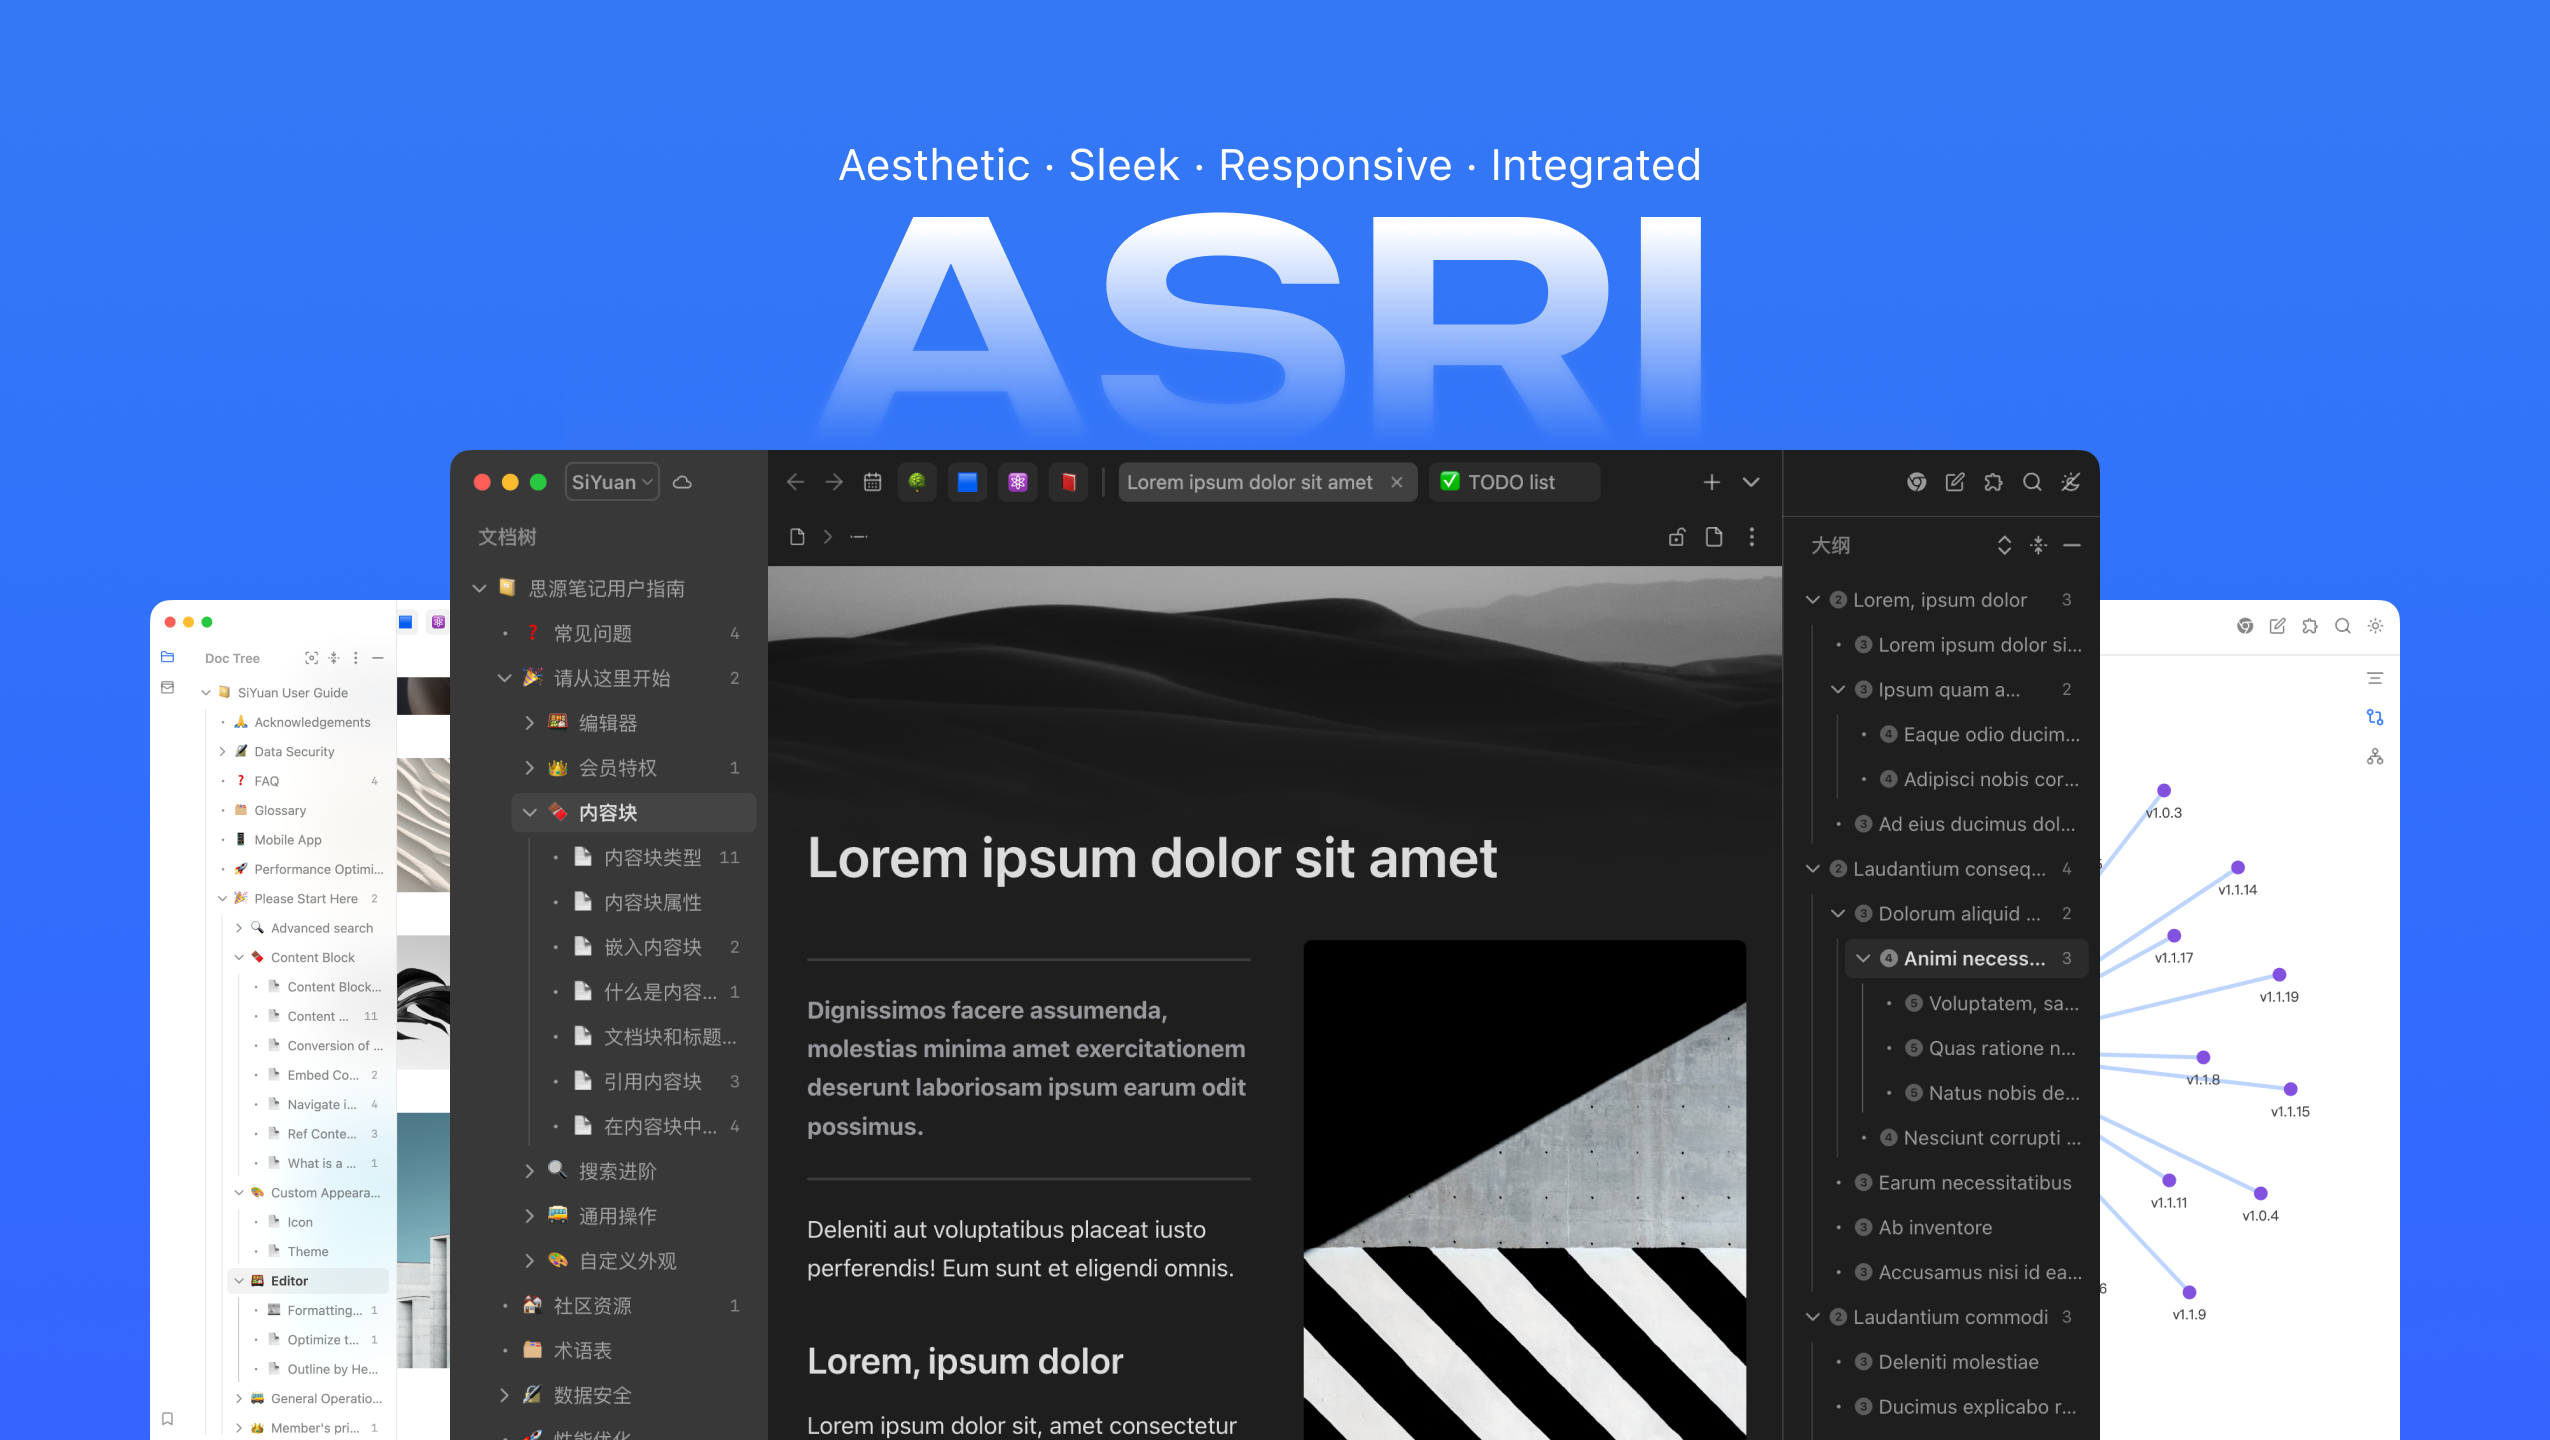 Aesthetic · Sleek · Responsive · Integrated
ASRI
SiYuan
Lorem ipsum dolor sit amet
TODO list
文档树
思源笔记用户指南
常见问题 4
请从这里开始 2
编辑器
会员特权 1
内容块
内容块类型 11
内容块属性
嵌入内容块 2
什么是内容... 1
文档块和标题...
引用内容块 3
在内容块中... 4
搜索进阶
通用操作
自定义外观
社区资源 1
术语表
数据安全
性能优化
Lorem ipsum dolor sit amet
Dignissimos facere assumenda,
molestias minima amet exercitationem
deserunt laboriosam ipsum earum odit
possimus.
Deleniti aut voluptatibus placeat iusto
perferendis! Eum sunt et eligendi omnis.
Lorem, ipsum dolor
Lorem ipsum dolor sit, amet consectetur
大纲
2 Lorem, ipsum dolor 3
3 Lorem ipsum dolor si...
3 Ipsum quam a... 2
4 Eaque odio ducim...
4 Adipisci nobis cor...
3 Ad eius ducimus dol...
2 Laudantium conseq... 4
3 Dolorum aliquid ... 2
4 Animi necess... 3
5 Voluptatem, sa...
5 Quas ratione n...
5 Natus nobis de...
4 Nesciunt corrupti ...
3 Earum necessitatibus
3 Ab inventore
3 Accusamus nisi id ea...
2 Laudantium commodi 3
3 Deleniti molestiae
3 Ducimus explicabo r...
Doc Tree
SiYuan User Guide
Acknowledgements
Data Security
FAQ 4
Glossary
Mobile App
Performance Optimi...
Please Start Here 2
Advanced search
Content Block
Content Block...
Content ... 11
Conversion of ...
Embed Co... 2
Navigate i... 4
Ref Conte... 3
What is a ... 1
Custom Appeara...
Icon
Theme
Editor
Formatting... 1
Optimize t... 1
Outline by He...
General Operatio...
Member's pri... 1
v1.0.3
v1.1.14
v1.1.17
v1.1.19
v1.1.8
v1.1.15
v1.1.11
v1.0.4
6
v1.1.9